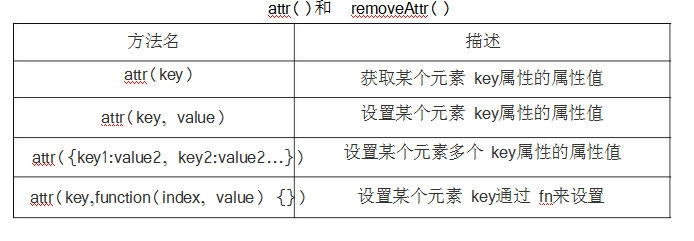 attr()和 removeAttr()
方法名 描述
attr(key) 获取某个元素 key属性的属性值
attr(key, value) 设置某个元素 key属性的属性值
attr({key1:value2, key2:value2...}) 设置某个元素多个 key属性的属性值
attr(key,function(index, value) {}) 设置某个元素 key通过 fn来设置